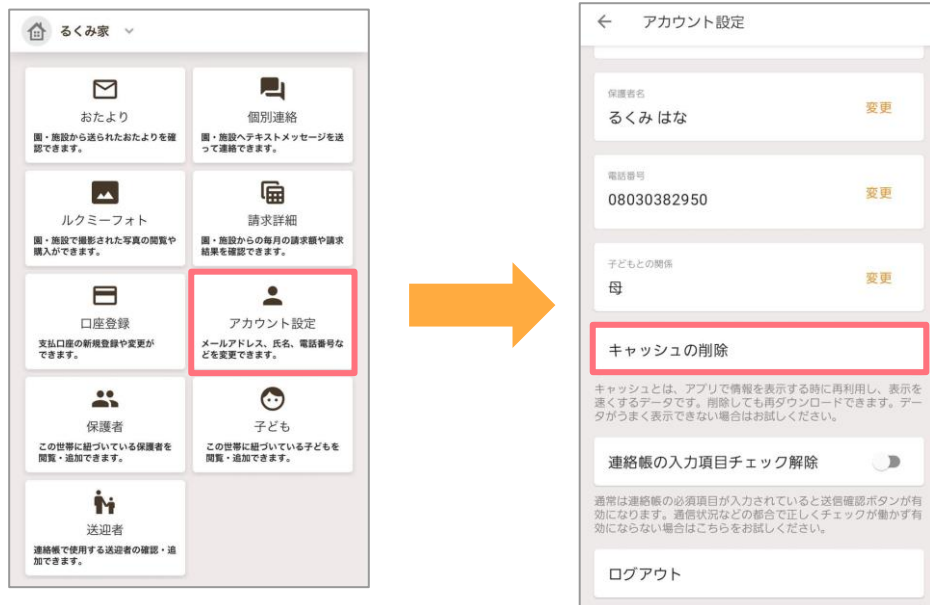 るくみ家
おたより
園・施設から送られたおたよりを確
認できます。
個別連絡
園・施設へテキストメッセージを送
って連絡できます。
ルクミーフォト
園・施設で撮影された写真の閲覧や
購入ができます。
請求詳細
園・施設からの毎月の請求額や請求
結果を確認できます。
口座登録
支払口座の新規登録や変更が
できます。
アカウント設定
メールアドレス、氏名、電話番号な
どを変更できます。
保護者
この世帯に紐づいている保護者を
閲覧・追加できます。
子ども
この世帯に紐づいている子どもを
閲覧・追加できます。
送迎者
連絡帳で使用する送迎者の確認・追
加できます。
アカウント設定
保護者名
るくみ はな
変更
電話番号
08030382950
変更
子どもとの関係
母
変更
キャッシュの削除
キャッシュとは、アプリで情報を表示する時に再利用し、表示を
速くするデータです。削除しても再ダウンロードできます。デー
タがうまく表示できない場合はお試しください。
連絡帳の入力項目チェック解除
通常は連絡帳の必須項目が入力されていると送信確認ボタンが有
効になります。通信状況などの都合で正しくチェックが働かず有
効にならない場合はこちらをお試しください。
ログアウト